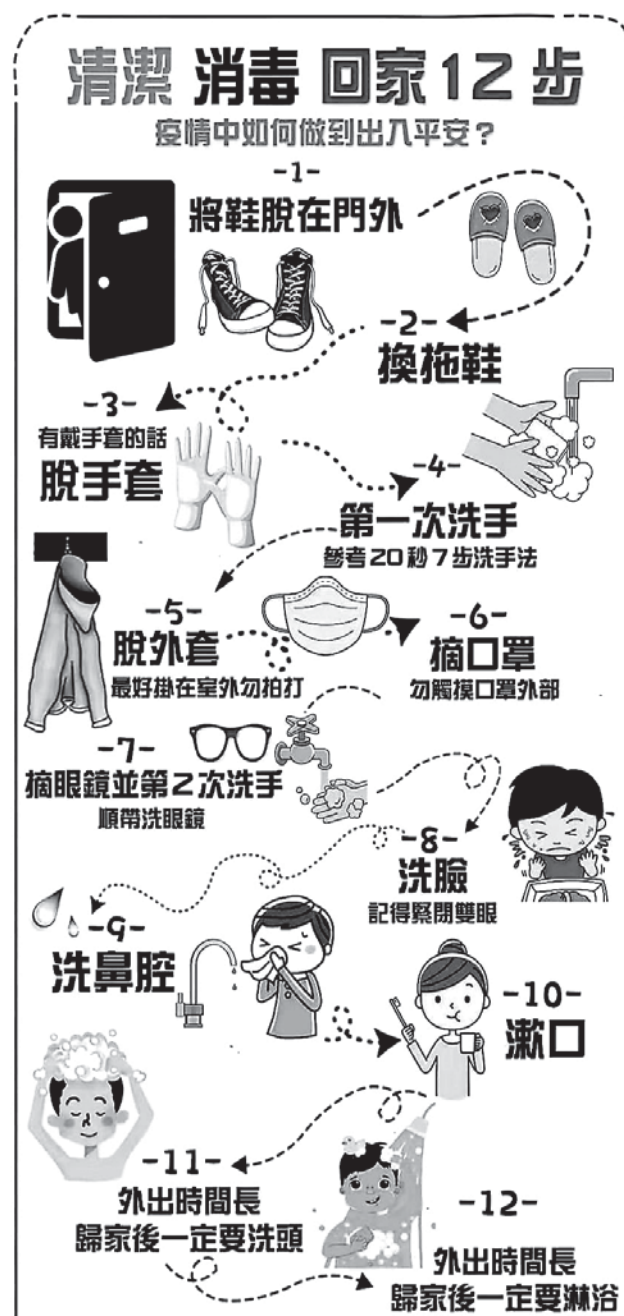 清潔 消毒 回家12步
疫情中如何做到出入平安？
-1-
將鞋脫在門外
-2-
換拖鞋
-3-
有戴手套的話
脫手套
-4-
第一次洗手
參考20秒7步洗手法
-5-
脫外套
最好掛在室外勿拍打
-6-
摘口罩
勿觸摸口罩外部
-7-
摘眼鏡並第2次洗手
順帶洗眼鏡
-8-
洗臉
記得緊閉雙眼
-9-
洗鼻腔
-10-
漱口
-11-
外出時間長
歸家後一定要洗頭
-12-
外出時間長
歸家後一定要淋浴